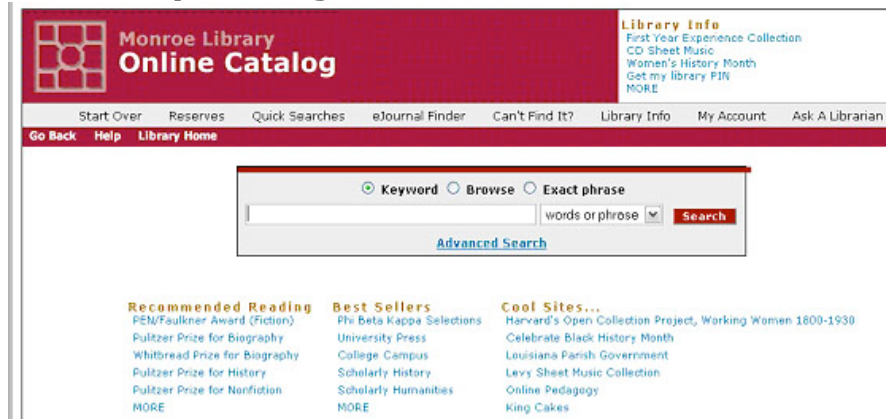 Monroe Library
Online Catalog
Library Info
First Year Experience Collection
CD Sheet Music
Women's History Month
Get my library PIN
MORE
Start Over Reserves Quick Searches eJournal Finder Can't Find It? Library Info My Account Ask A Librarian
Go Back Help Library Home
Keyword Browse Exact phrase
words or phrase Search
Advanced Search
Recommended Reading
PEN/Faulkner Award (Fiction)
Pulitzer Prize for Biography
Whitbread Prize for Biography
Pulitzer Prize for History
Pulitzer Prize for Nonfiction
MORE
Best Sellers
Phi Beta Kappa Selections
University Press
College Campus
Scholarly History
Scholarly Humanities
MORE
Cool Sites...
Harvard's Open Collection Project, Working Women 1800-1930
Celebrate Black History Month
Louisiana Parish Government
Levy Sheet Music Collection
Online Pedagogy
King Cakes